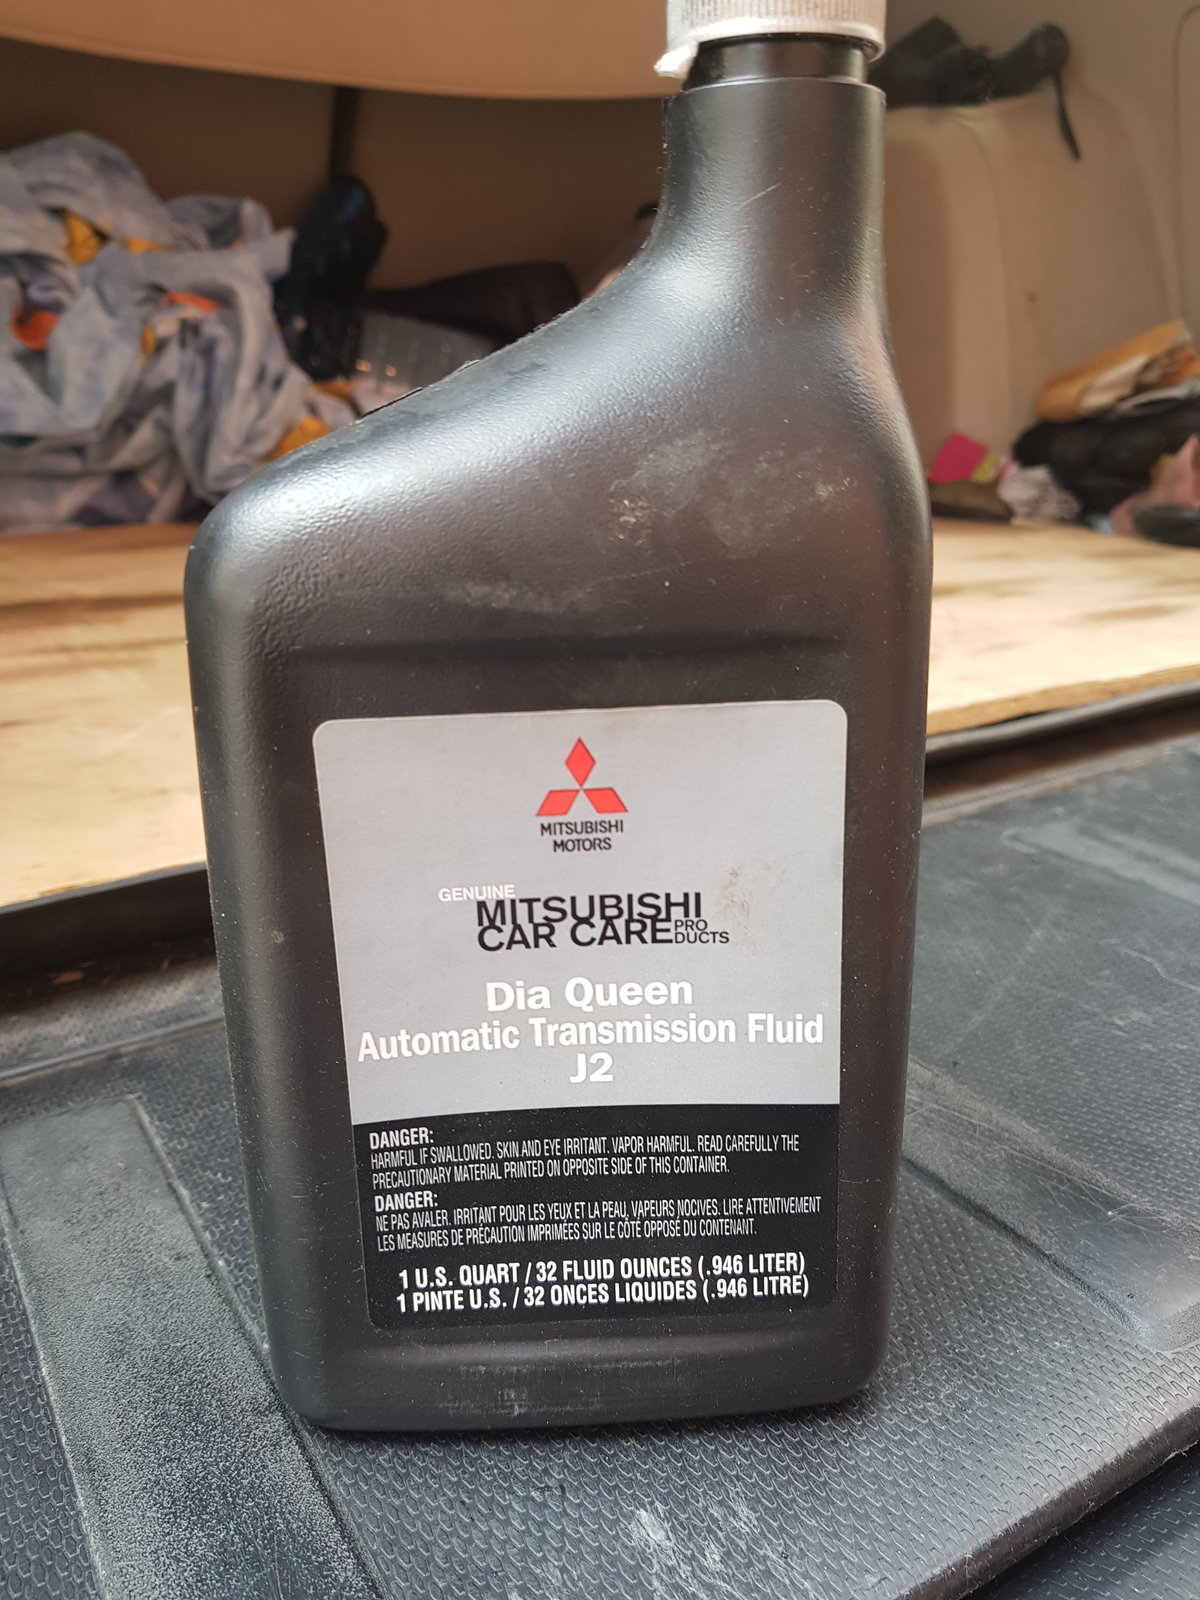 MITSUBISHI
MOTORS
GENUINE
MITSUBISHI
CAR CARE PRO
DUCTS
Dia Queen
Automatic Transmission Fluid
J2
DANGER:
HARMFUL IF SWALLOWED. SKIN AND EYE IRRITANT. VAPOR HARMFUL. READ CAREFULLY THE
PRECAUTIONARY MATERIAL PRINTED ON OPPOSITE SIDE OF THIS CONTAINER.
DANGER:
NE PAS AVALER. IRRITANT POUR LES YEUX ET LA PEAU, VAPEURS NOCIVES. LIRE ATTENTIVEMENT
LES MEASURES DE PRÉCAUTION IMPRIMÉES SUR LE CÔTÉ OPPOSÉ DU CONTENANT.
1 U.S. QUART / 32 FLUID OUNCES (.946 LITER)
1 PINTE U.S. / 32 ONCES LIQUIDES (.946 LITRE)